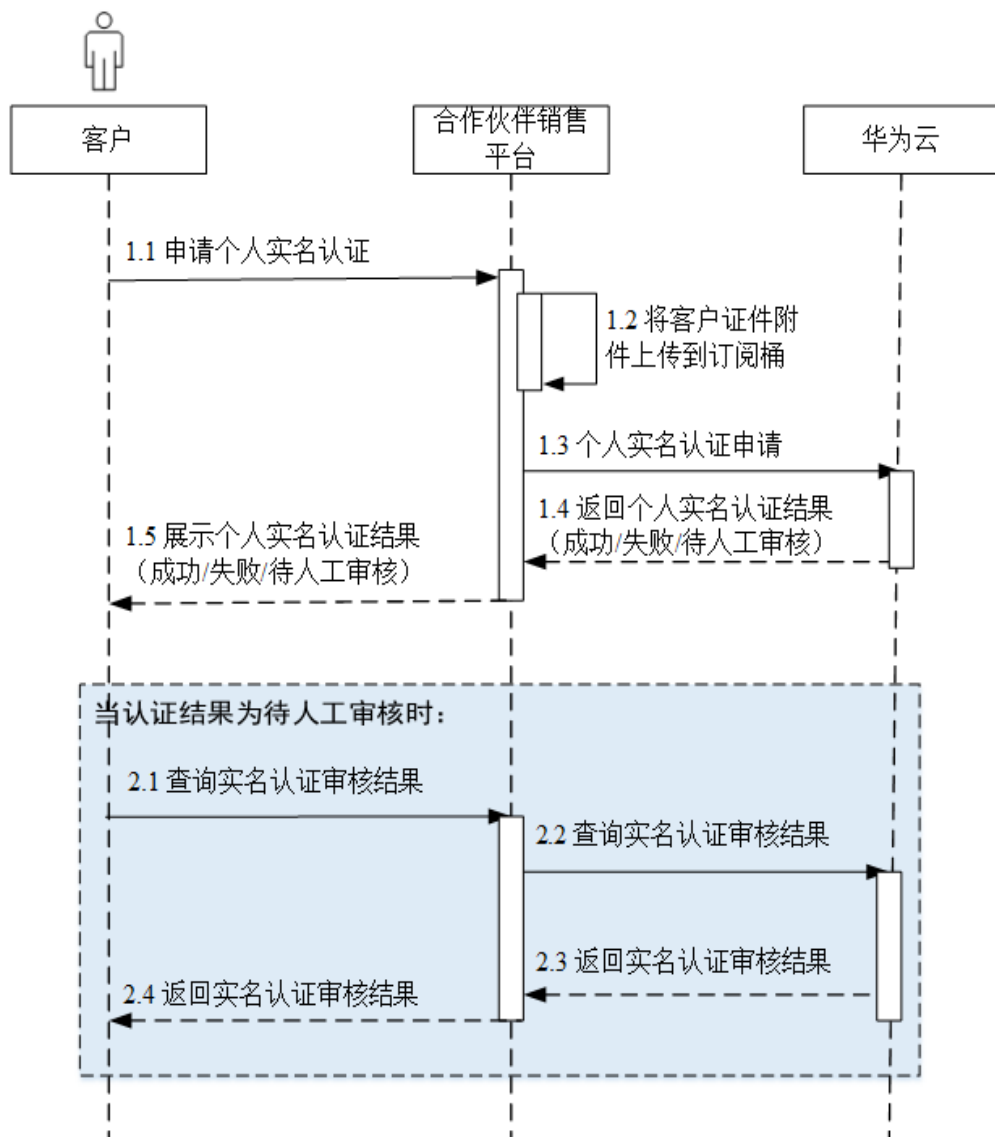 客户
合作伙伴销售
平台
华为云
1.1 申请个人实名认证
1.2 将客户证件附
件上传到订阅桶
1.3 个人实名认证申请
1.4 返回个人实名认证结果
（成功/失败/待人工审核）
1.5 展示个人实名认证结果
（成功/失败/待人工审核）
当认证结果为待人工审核时：
2.1 查询实名认证审核结果
2.2 查询实名认证审核结果
2.3 返回实名认证审核结果
2.4 返回实名认证审核结果